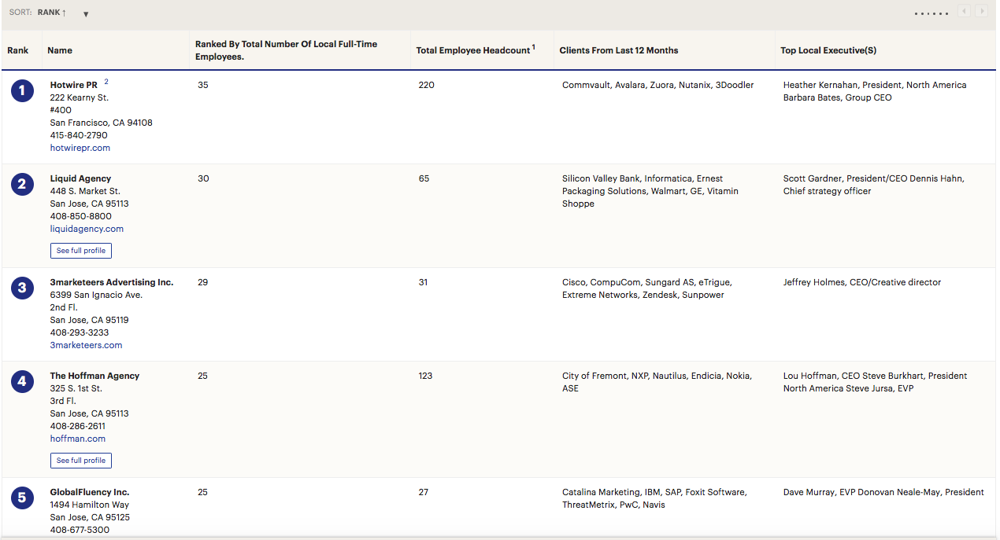 SORT: RANK ↑ ▼
Rank
Name
Ranked By Total Number Of Local Full-Time
Employees.
Total Employee Headcount 1
Clients From Last 12 Months
Top Local Executive(S)
1
Hotwire PR 2
222 Kearny St.
#400
San Francisco, CA 94108
415-840-2790
hotwirepr.com
35
220
Commvault, Avalara, Zuora, Nutanix, 3Doodler
Heather Kernahan, President, North America
Barbara Bates, Group CEO
2
Liquid Agency
448 S. Market St.
San Jose, CA 95113
408-850-8800
liquidagency.com
See full profile
30
65
Silicon Valley Bank, Informatica, Ernest
Packaging Solutions, Walmart, GE, Vitamin
Shoppe
Scott Gardner, President/CEO Dennis Hahn,
Chief strategy officer
3
3marketeers Advertising Inc.
6399 San Ignacio Ave.
2nd Fl.
San Jose, CA 95119
408-293-3233
3marketeers.com
29
31
Cisco, CompuCom, Sungard AS, eTrigue,
Extreme Networks, Zendesk, Sunpower
Jeffrey Holmes, CEO/Creative director
4
The Hoffman Agency
325 S. 1st St.
3rd Fl.
San Jose, CA 95113
408-286-2611
hoffman.com
See full profile
25
123
City of Fremont, NXP, Nautilus, Endicia, Nokia,
ASE
Lou Hoffman, CEO Steve Burkhart, President
North America Steve Jursa, EVP
5
GlobalFluency Inc.
1494 Hamilton Way
San Jose, CA 95125
408-677-5300
25
27
Catalina Marketing, IBM, SAP, Foxit Software,
ThreatMetrix, PwC, Navis
Dave Murray, EVP Donovan Neale-May, President